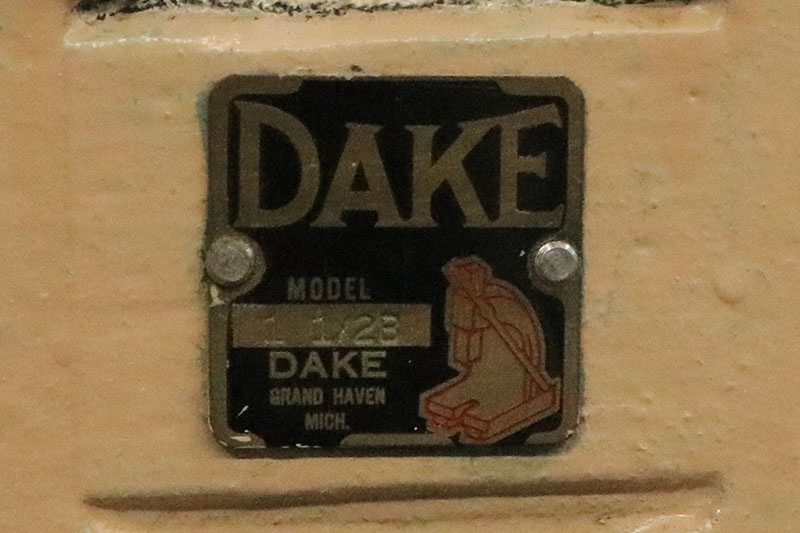 DAKE
MODEL
1 1/2B
DAKE
GRAND HAVEN
MICH.